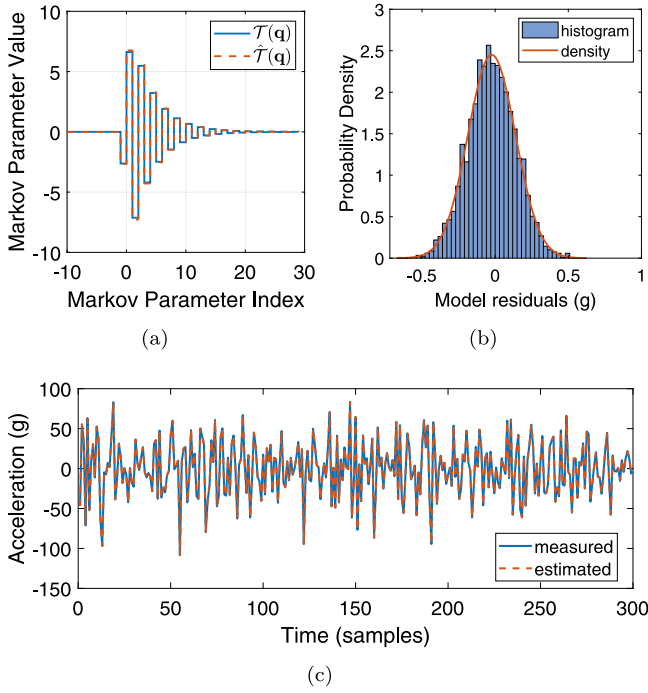 10
5
0
-5
-10
Markov Parameter Value
-10 0 10 20 30
Markov Parameter Index
𝒯(q)
𝒯̂(q)
(a)
3
2.5
2
1.5
1
0.5
0
Probability Density
-0.5 0 0.5 1
Model residuals (g)
histogram
density
(b)
100
50
0
-50
-100
-150
Acceleration (g)
0 50 100 150 200 250 300
Time (samples)
measured
estimated
(c)